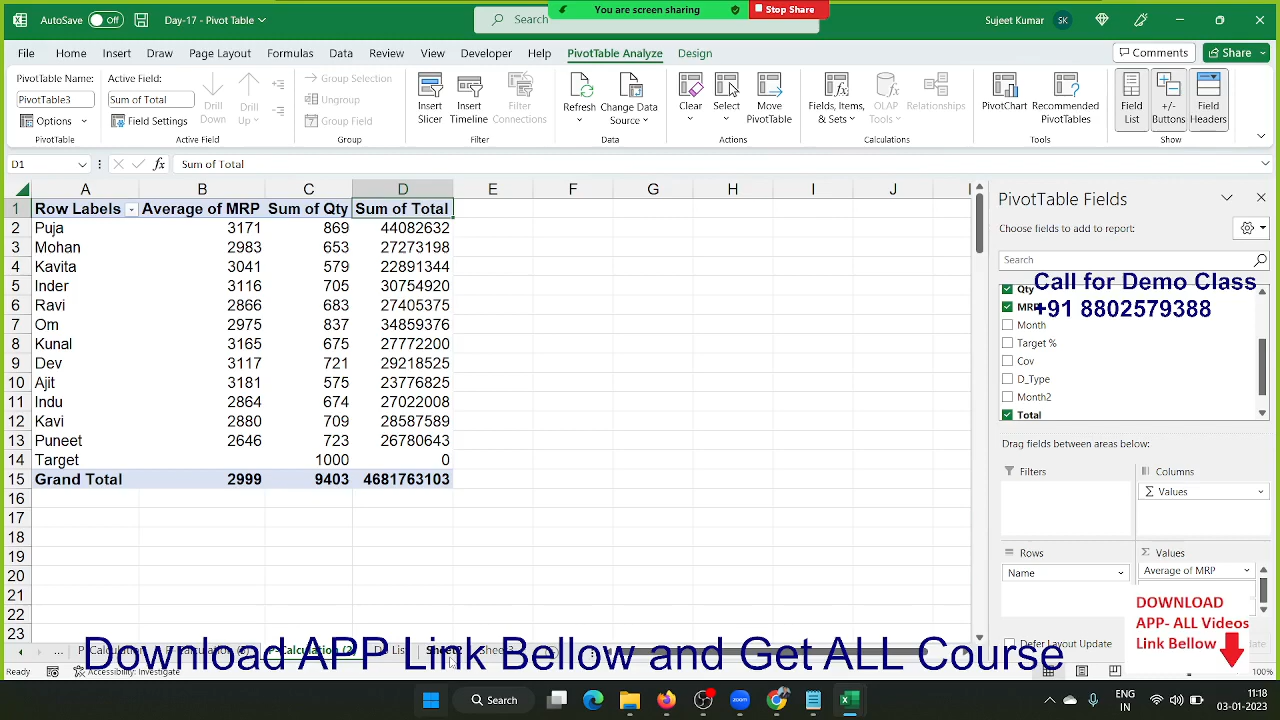 AutoSave Off Day-17 - Pivot Table Search You are screen sharing Stop Share Sujeet Kumar SK
File Home Insert Draw Page Layout Formulas Data Review View Developer Help PivotTable Analyze Design Comments Share
PivotTable Name:
PivotTable3
Options
PivotTable
Active Field:
Sum of Total
Field Settings
Drill Down
Drill Up
Active Field
Group Selection
Ungroup
Group Field
Group
Insert Slicer
Insert Timeline
Filter Connections
Filter
Refresh
Change Data Source
Data
Clear
Select
Move PivotTable
Actions
Fields, Items, & Sets
OLAP Tools
Relationships
Calculations
PivotChart
Recommended PivotTables
Tools
Field List
+/- Buttons
Field Headers
Show
D1 fx Sum of Total
A B C D E F G H I J
1 Row Labels Average of MRP Sum of Qty Sum of Total
2 Puja 3171 869 44082632
3 Mohan 2983 653 27273198
4 Kavita 3041 579 22891344
5 Inder 3116 705 30754920
6 Ravi 2866 683 27405375
7 Om 2975 837 34859376
8 Kunal 3165 675 27772200
9 Dev 3117 721 29218525
10 Ajit 3181 575 23776825
11 Indu 2864 674 27022008
12 Kavi 2880 709 28587589
13 Puneet 2646 723 26780643
14 Target 1000 0
15 Grand Total 2999 9403 4681763103
16
17
18
19
20
21
22
23
PivotTable Fields
Choose fields to add to report:
Search
Call for Demo Class
+91 8802579388
Qty
MRP
Month
Target %
Cov
D_Type
Month2
Total
Drag fields between areas below:
Filters Columns
Σ Values
Rows Σ Values
Name Average of MRP
DOWNLOAD
APP- ALL Videos
Link Bellow
Defer Layout Update
Download APP Link Bellow and Get ALL Course
Sheet2
Ready Accessibility: Investigate 100%
Search
ENG
IN
11:18
03-01-2023